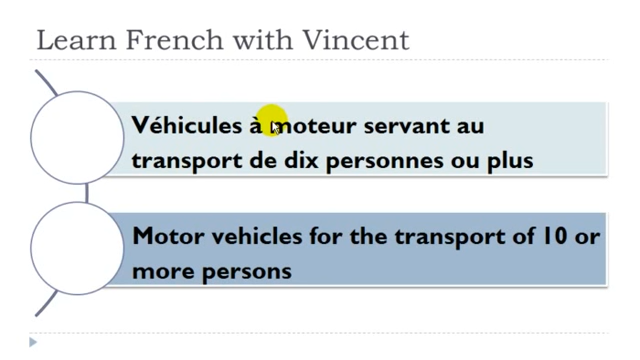 Learn French with Vincent
Véhicules à moteur servant au
transport de dix personnes ou plus
Motor vehicles for the transport of 10 or
more persons